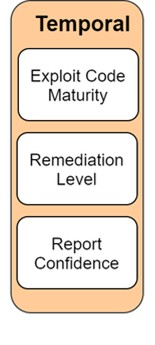 Temporal
Exploit Code
Maturity
Remediation
Level
Report
Confidence